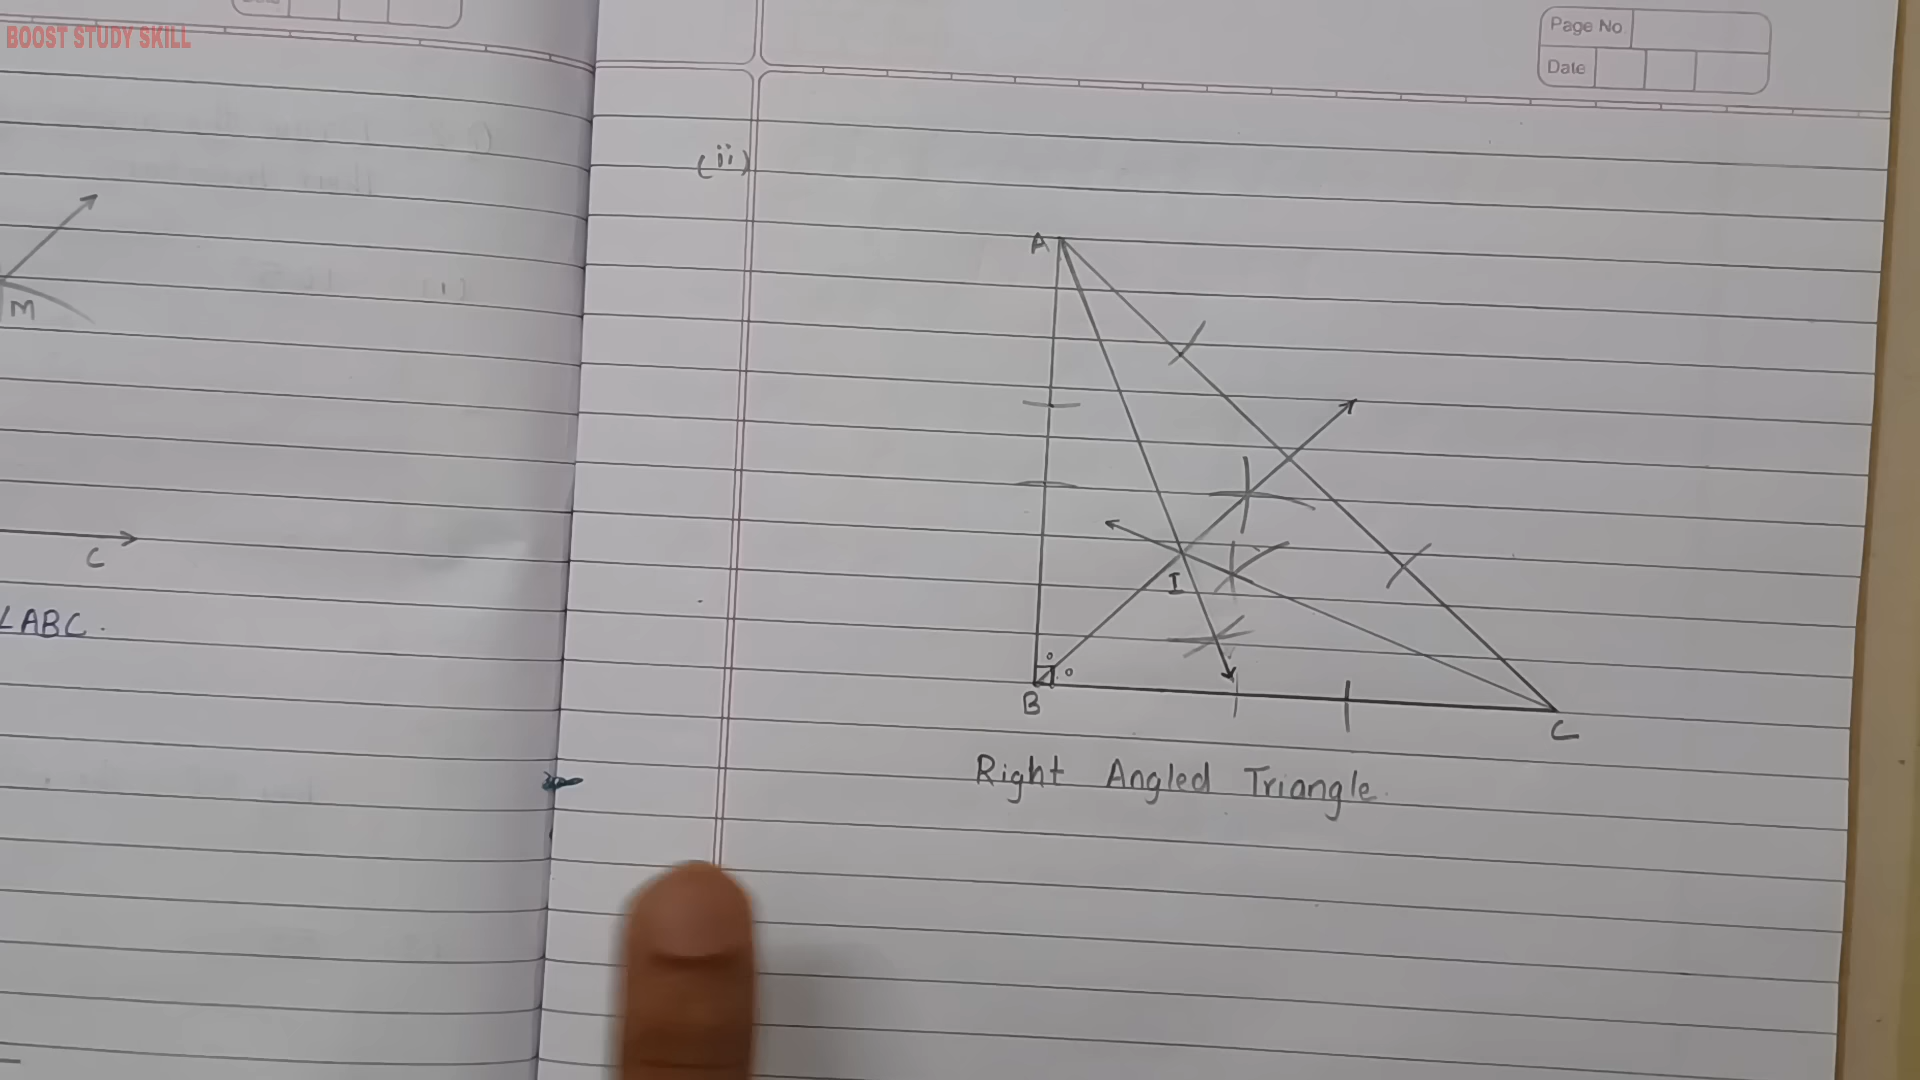 BOOST STUDY SKILL
Page No
Date
(ii)
A
M
I
C
∠ABC.
B
C
Right Angled Triangle.